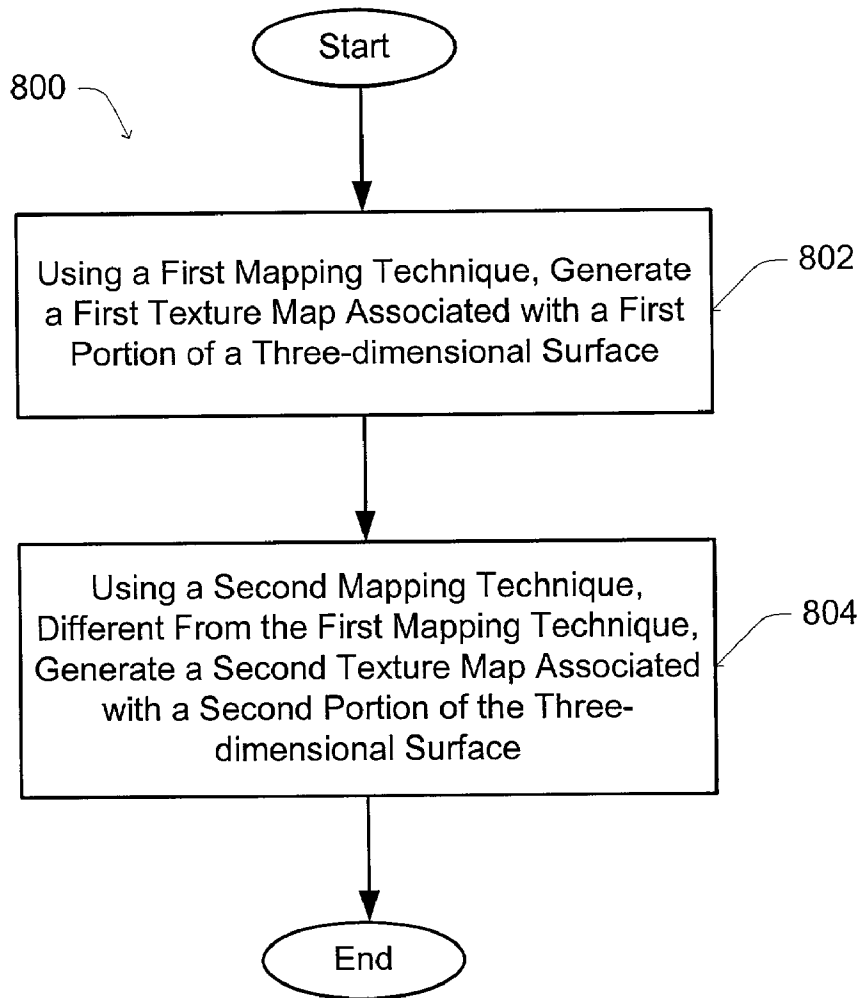 Start
800
Using a First Mapping Technique, Generate
a First Texture Map Associated with a First
Portion of a Three-dimensional Surface
802
Using a Second Mapping Technique,
Different From the First Mapping Technique,
Generate a Second Texture Map Associated
with a Second Portion of the Three-
dimensional Surface
804
End